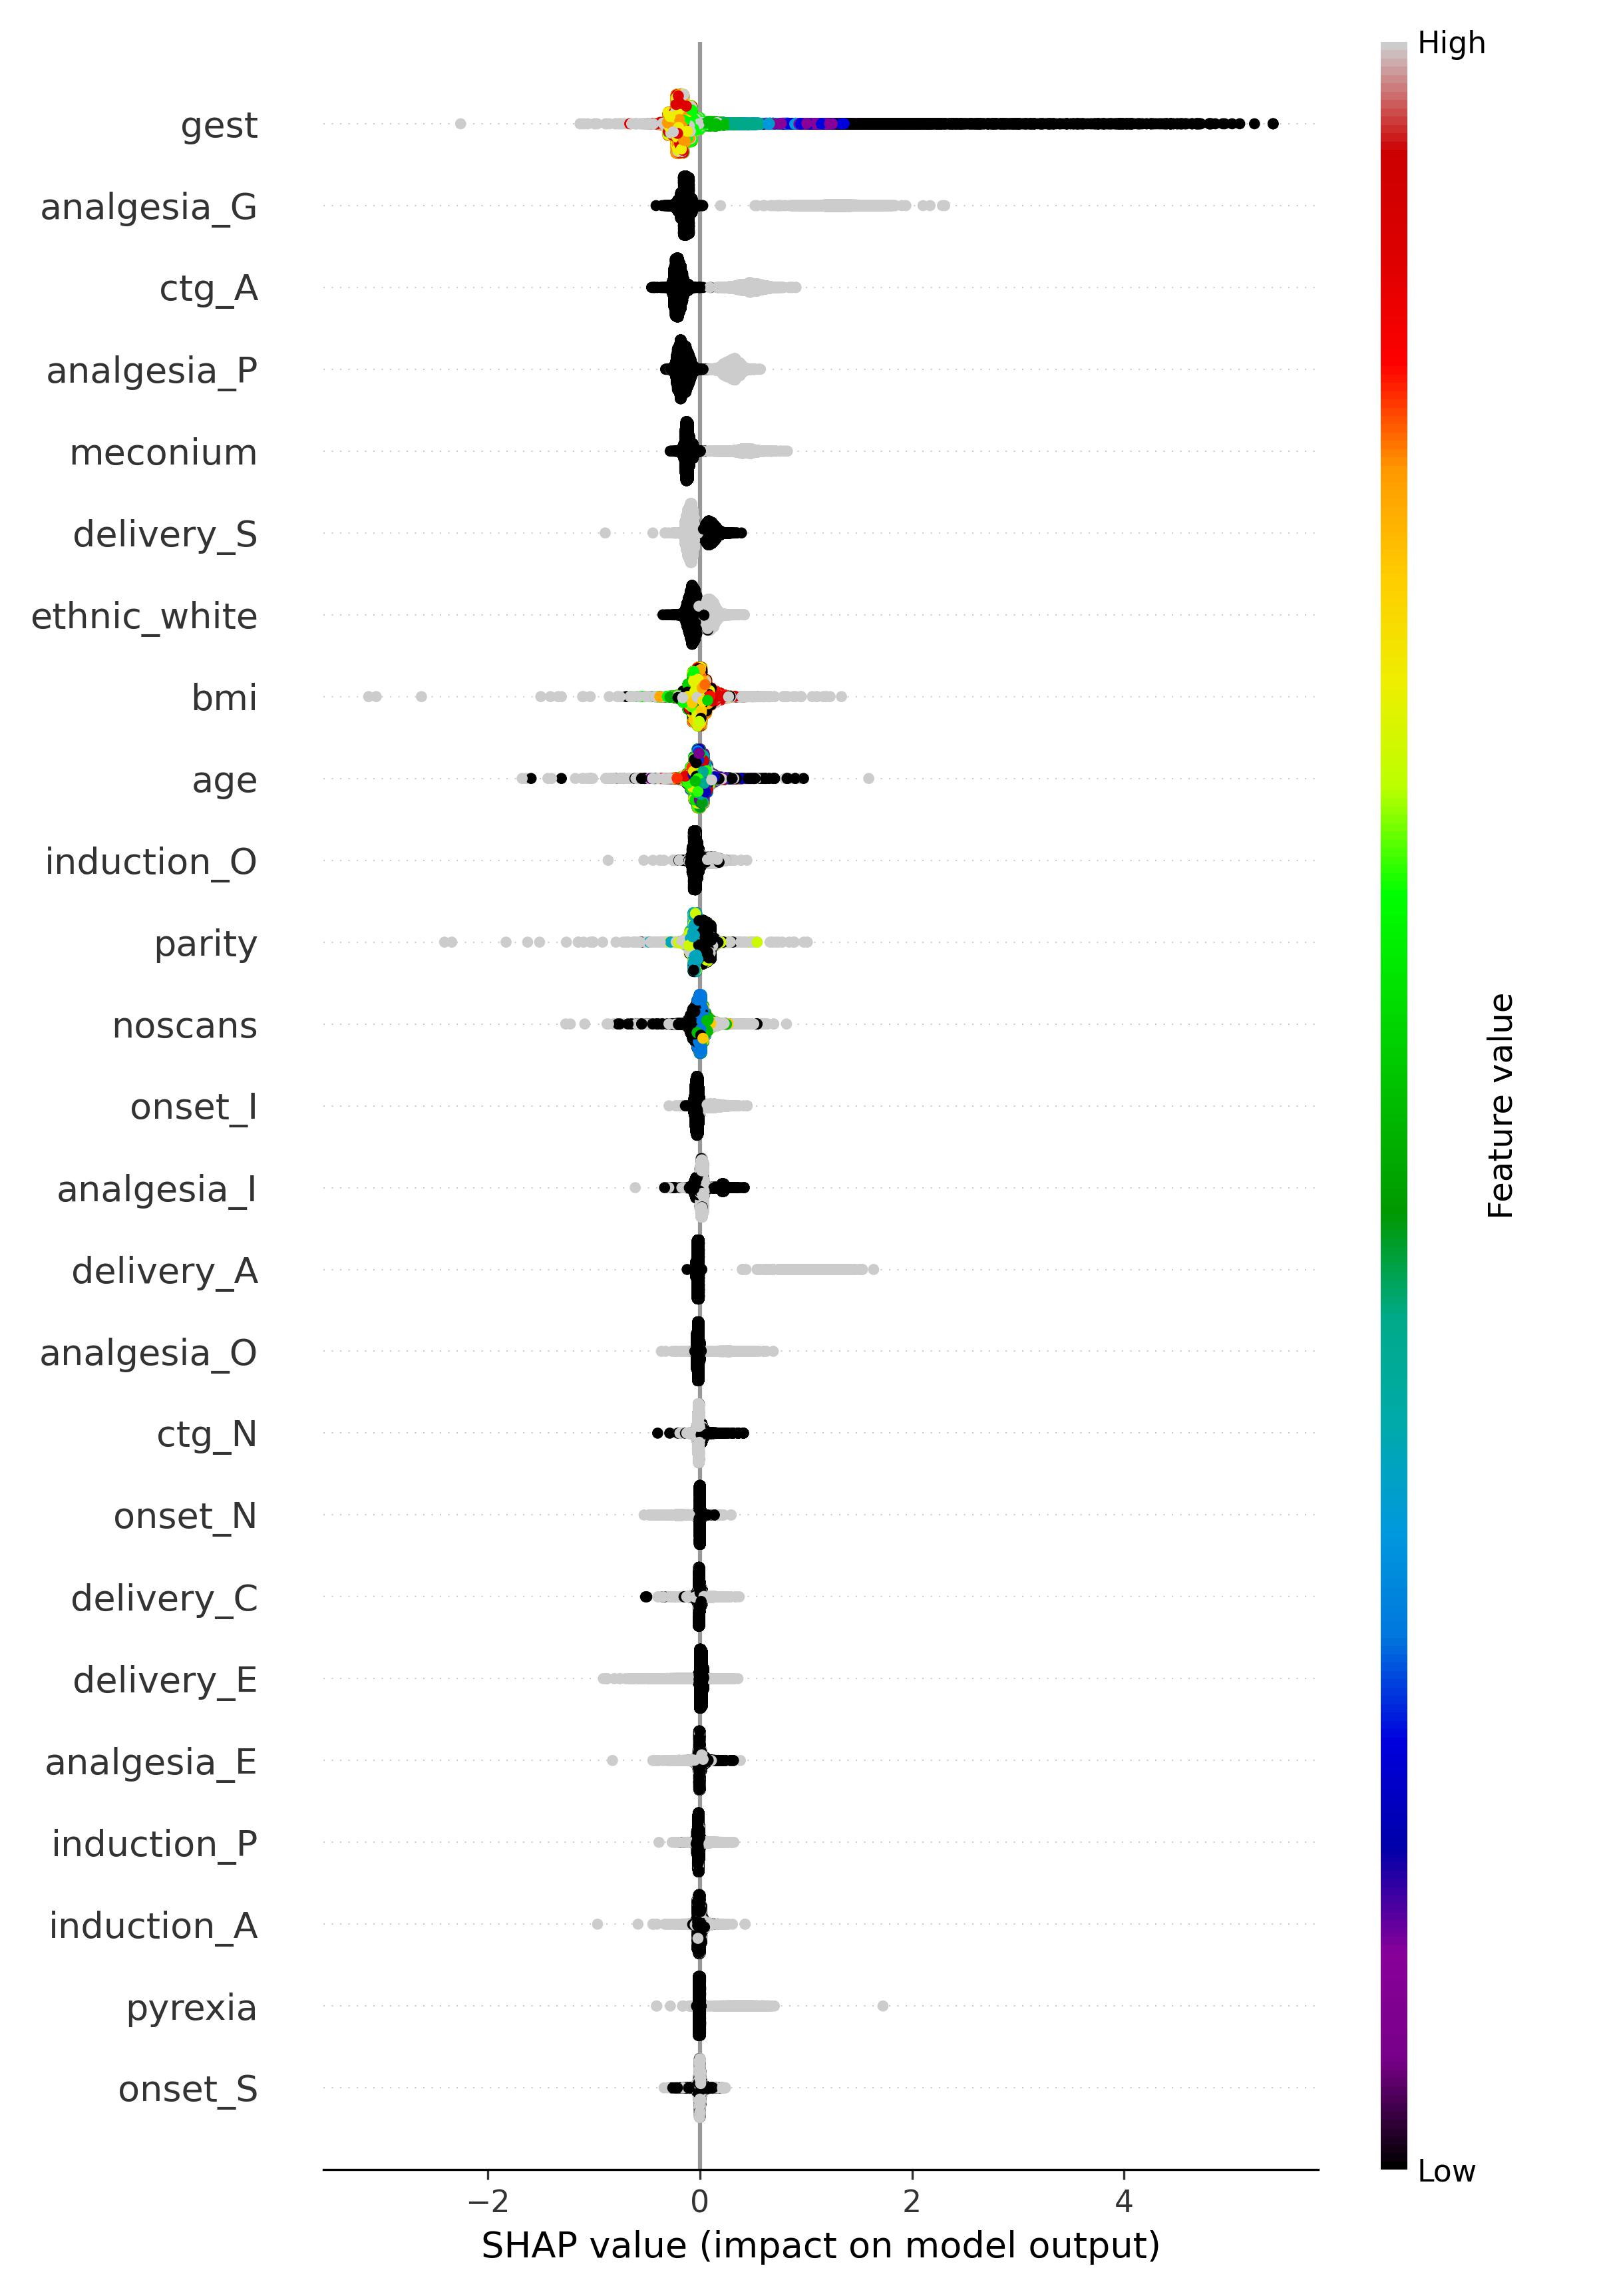 High
gest
analgesia_G
ctg_A
analgesia_P
meconium
delivery_S
ethnic_white
bmi
age
induction_O
parity
noscans
onset_I
analgesia_I
delivery_A
analgesia_O
ctg_N
onset_N
delivery_C
delivery_E
analgesia_E
induction_P
induction_A
pyrexia
onset_S
Feature value
Low
−2 0 2 4
SHAP value (impact on model output)